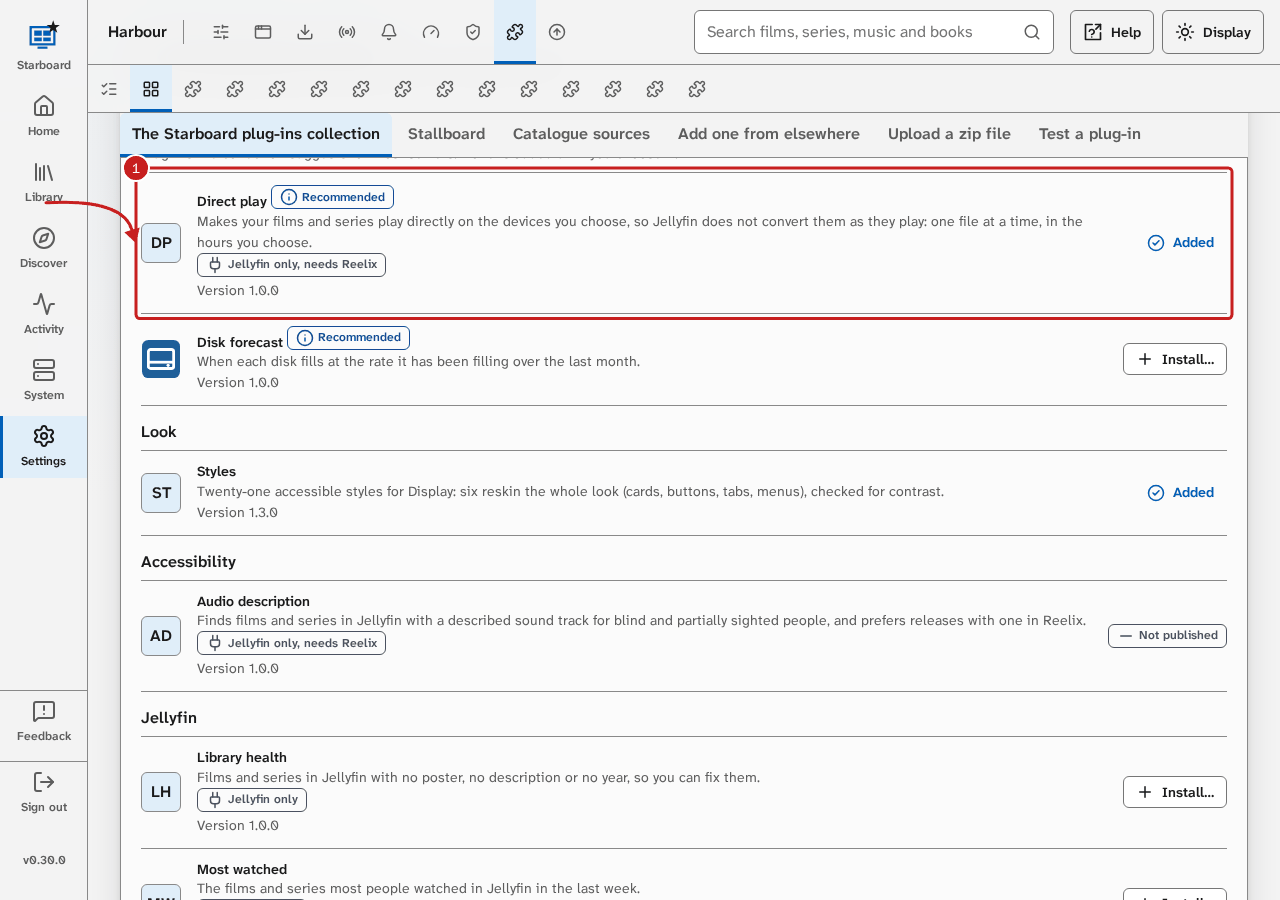 Starboard
Harbour
Search films, series, music and books
Help
Display
Home
Library
Discover
Activity
System
Settings
Feedback
Sign out
v0.30.0
The Starboard plug-ins collection
Stallboard
Catalogue sources
Add one from elsewhere
Upload a zip file
Test a plug-in
1
DP
Direct play
Recommended
Makes your films and series play directly on the devices you choose, so Jellyfin does not convert them as they play: one file at a time, in the
hours you choose.
Jellyfin only, needs Reelix
Version 1.0.0
Added
Disk forecast
Recommended
When each disk fills at the rate it has been filling over the last month.
Version 1.0.0
Install...
Look
ST
Styles
Twenty-one accessible styles for Display: six reskin the whole look (cards, buttons, tabs, menus), checked for contrast.
Version 1.3.0
Added
Accessibility
AD
Audio description
Finds films and series in Jellyfin with a described sound track for blind and partially sighted people, and prefers releases with one in Reelix.
Jellyfin only, needs Reelix
Version 1.0.0
Not published
Jellyfin
LH
Library health
Films and series in Jellyfin with no poster, no description or no year, so you can fix them.
Jellyfin only
Version 1.0.0
Install...
Most watched
The films and series most people watched in Jellyfin in the last week.